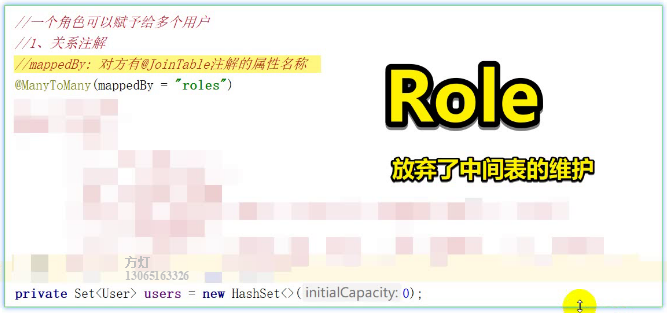 //一个角色可以赋予给多个用户
//1、关系注解
//mappedBy: 对方有@JoinTable注解的属性名称
@ManyToMany(mappedBy = "roles")
Role
放弃了中间表的维护
方灯
13065163326
private Set<User> users = new HashSet<>( initialCapacity: 0);